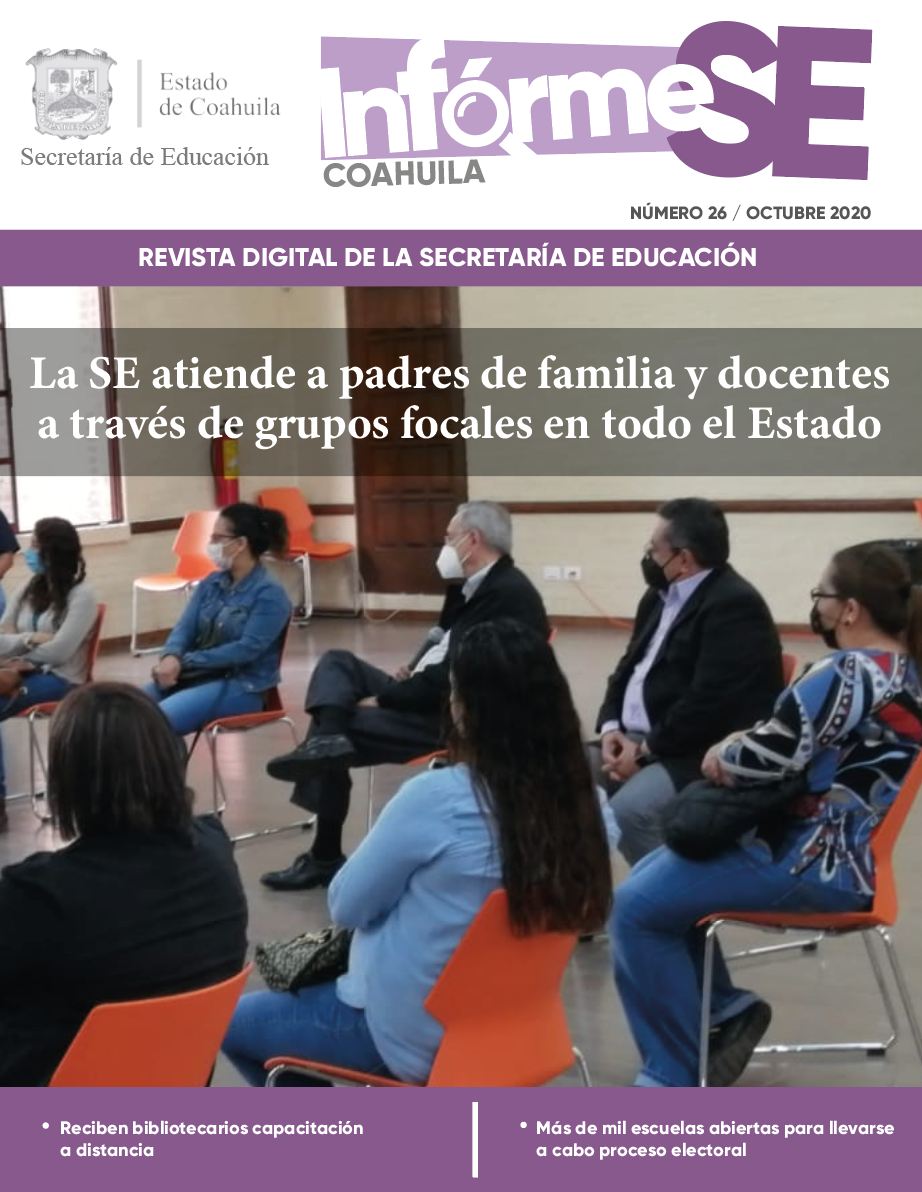 Estado
de Coahuila
Secretaría de Educación
InfórmeSE
COAHUILA
NÚMERO 26 / OCTUBRE 2020
REVISTA DIGITAL DE LA SECRETARÍA DE EDUCACIÓN
La SE atiende a padres de familia y docentes
a través de grupos focales en todo el Estado
• Reciben bibliotecarios capacitación
a distancia
• Más de mil escuelas abiertas para llevarse
a cabo proceso electoral